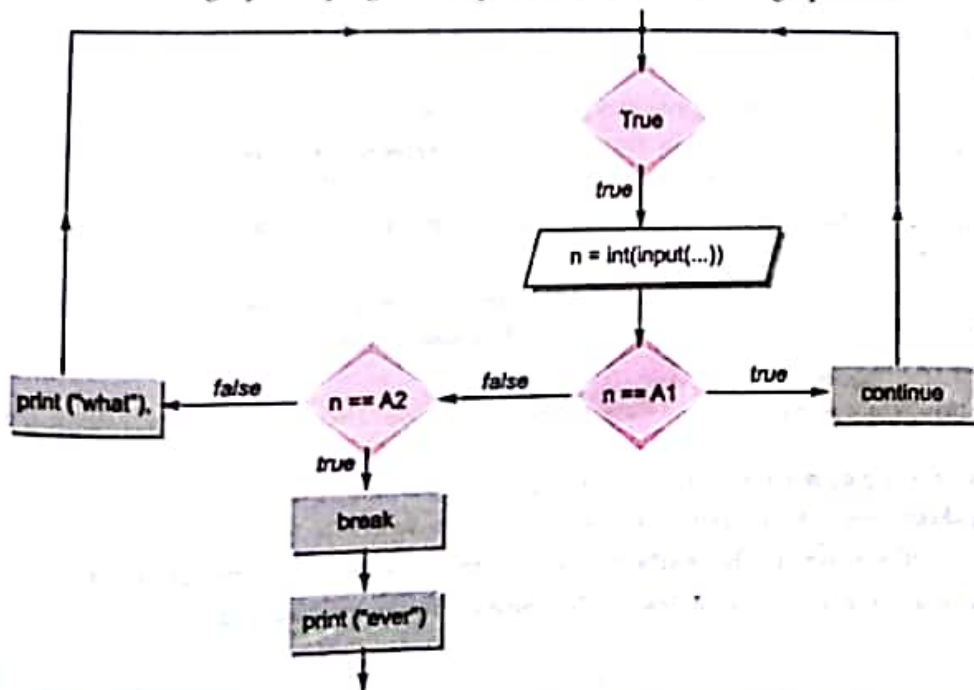 True
true
n = int(input(...))
n == A1
true
continue
false
n == A2
false
print ("what"),
true
break
print ("ever")